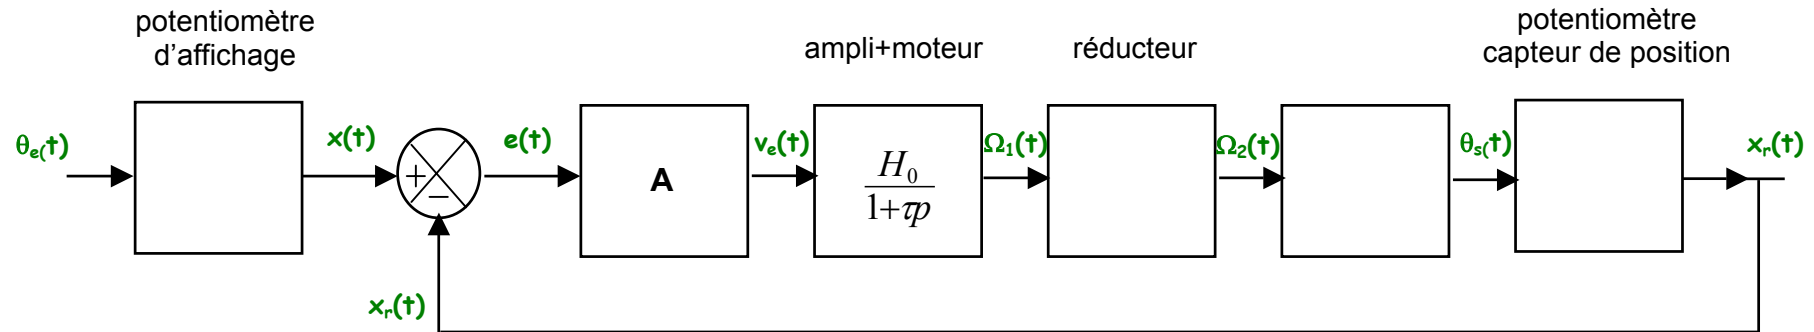 potentiomètre
d'affichage
ampli+moteur
réducteur
potentiomètre
capteur de position
θe(t)
x(t)
+
−
e(t)
A
ve(t)
H0
1+τp
Ω1(t)
Ω2(t)
θs(t)
xr(t)
xr(t)